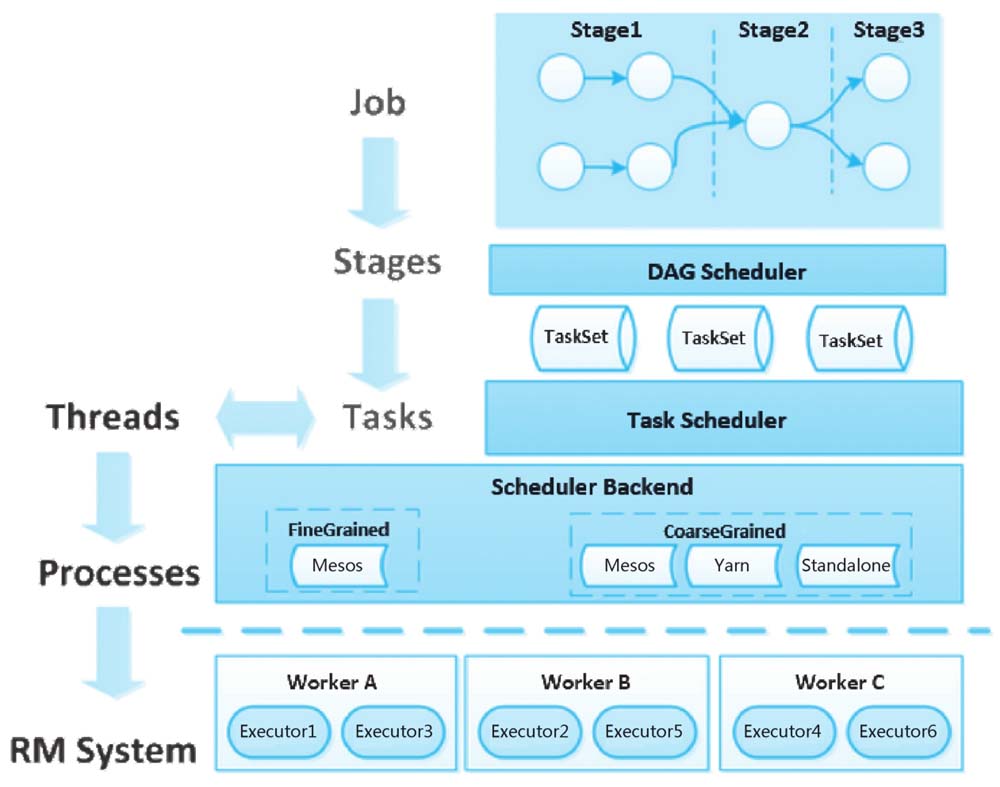 Stage1
Stage2
Stage3
Job
Stages
DAG Scheduler
TaskSet
TaskSet
TaskSet
Threads
Tasks
Task Scheduler
Scheduler Backend
FineGrained
CoarseGrained
Mesos
Mesos
Yarn
Standalone
Processes
Worker A
Worker B
Worker C
Executor1
Executor3
Executor2
Executor5
Executor4
Executor6
RM System